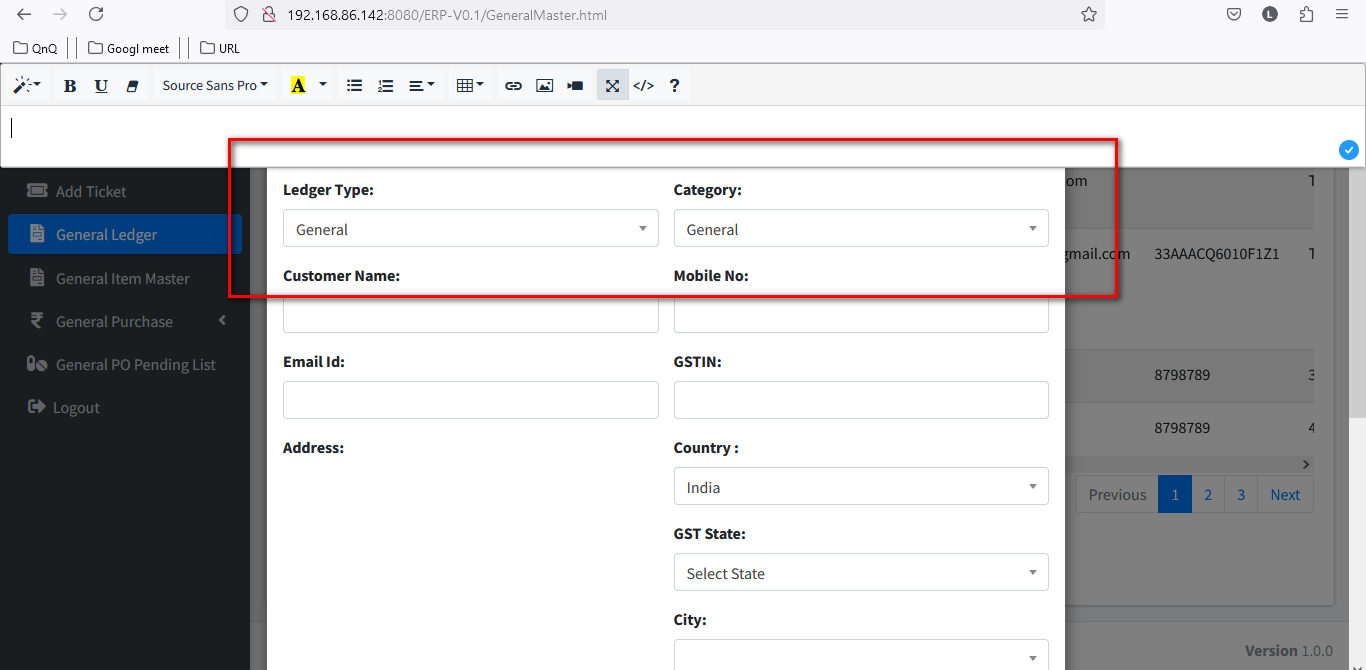 192.168.86.142:8080/ERP-V0.1/GeneralMaster.html
L
QnQ Googl meet URL
B U Source Sans Pro A </> ?
Add Ticket
General Ledger
General Item Master
General Purchase
General PO Pending List
Logout
Ledger Type: Category:
General General
Customer Name: Mobile No:
Email Id: GSTIN:
Address: Country :
India
GST State:
Select State
City:
om T
gmail.com 33AAACQ6010F1Z1 T
8798789 3
8798789 4
Previous 1 2 3 Next
Version 1.0.0